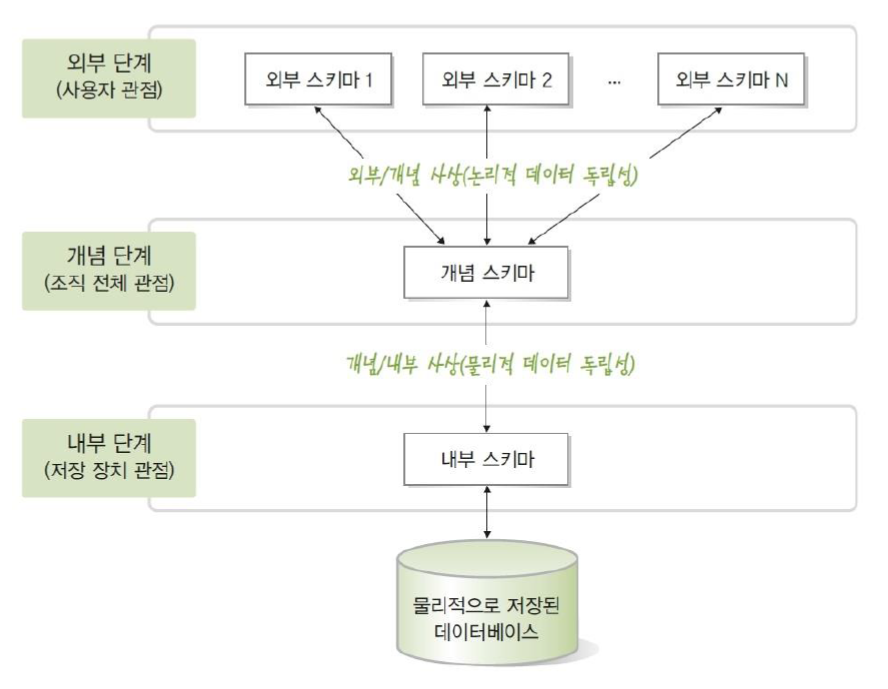 외부 단계
(사용자 관점)
외부 스키마 1
외부 스키마 2
...
외부 스키마 N
외부/개념 사상(논리적 데이터 독립성)
개념 단계
(조직 전체 관점)
개념 스키마
개념/내부 사상(물리적 데이터 독립성)
내부 단계
(저장 장치 관점)
내부 스키마
물리적으로 저장된
데이터베이스